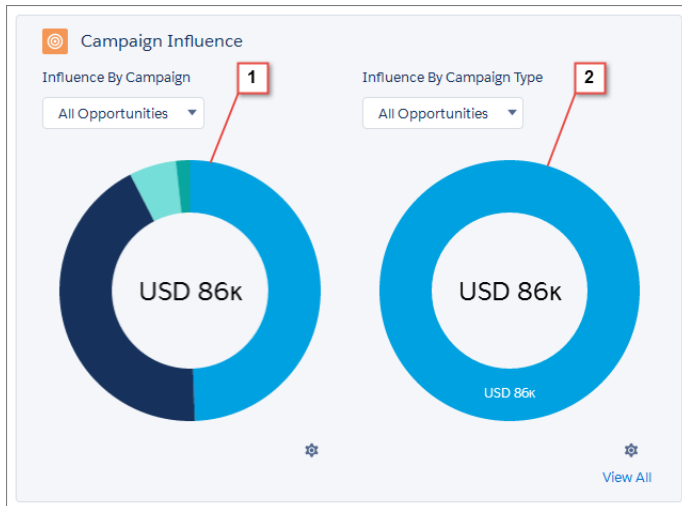 Campaign Influence
Influence By Campaign
1
Influence By Campaign Type
2
All Opportunities
All Opportunities
USD 86K
USD 86K
USD 86K
View All